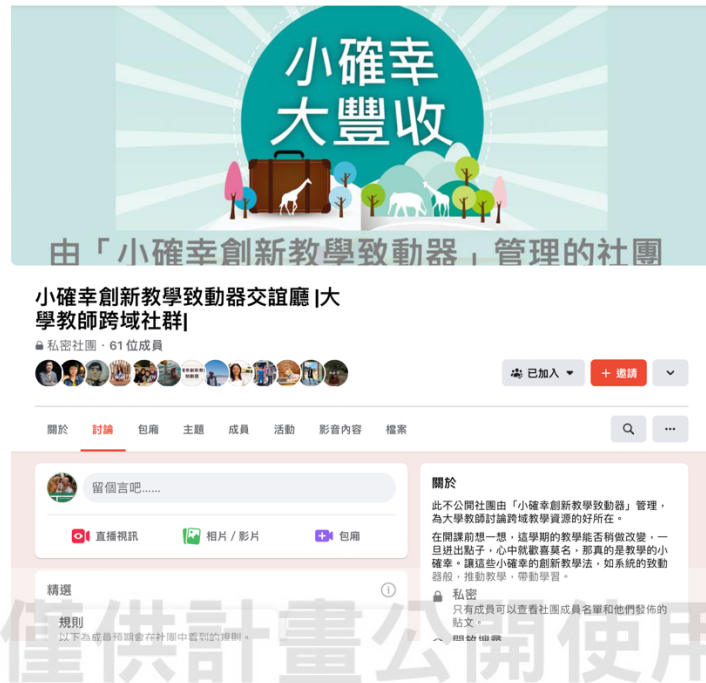 小確幸
大豐收
由「小確幸創新教學致動器」管理的社團
小確幸創新教學致動器交誼廳 |大
學教師跨域社群|
私密社團 · 61 位成員
已加入
+ 邀請
關於 討論 包廂 主題 成員 活動 影音內容 檔案
留個言吧......
直播視訊 相片 / 影片 包廂
精選
規則
以下為成員預期會在社團中看到的規則。
關於
此不公開社團由「小確幸創新教學致動器」管理，
為大學教師討論跨域教學資源的好所在。
在開課前想一想，這學期的教學能否稍做改變，一
旦迸出點子，心中就歡喜莫名，那真的是教學的小
確幸。讓這些小確幸的創新教學法，如系統的致動
器般，推動教學，帶動學習。
私密
只有成員可以查看社團成員名單和他們發佈的
貼文。
開放搜尋
僅供計畫公開使用